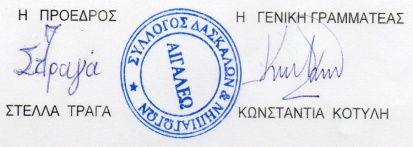 Η ΠΡΟΕΔΡΟΣ
Η ΓΕΝΙΚΗ ΓΡΑΜΜΑΤΕΑΣ
ΣΥΛΛΟΓΟΣ ΔΑΣΚΑΛΩΝ & ΝΗΠΙΑΓΩΓΩΝ
ΑΙΓΑΛΕΩ
ΣΤΕΛΛΑ ΤΡΑΓΑ
ΚΩΝΣΤΑΝΤΙΑ ΚΟΤΥΛΗ